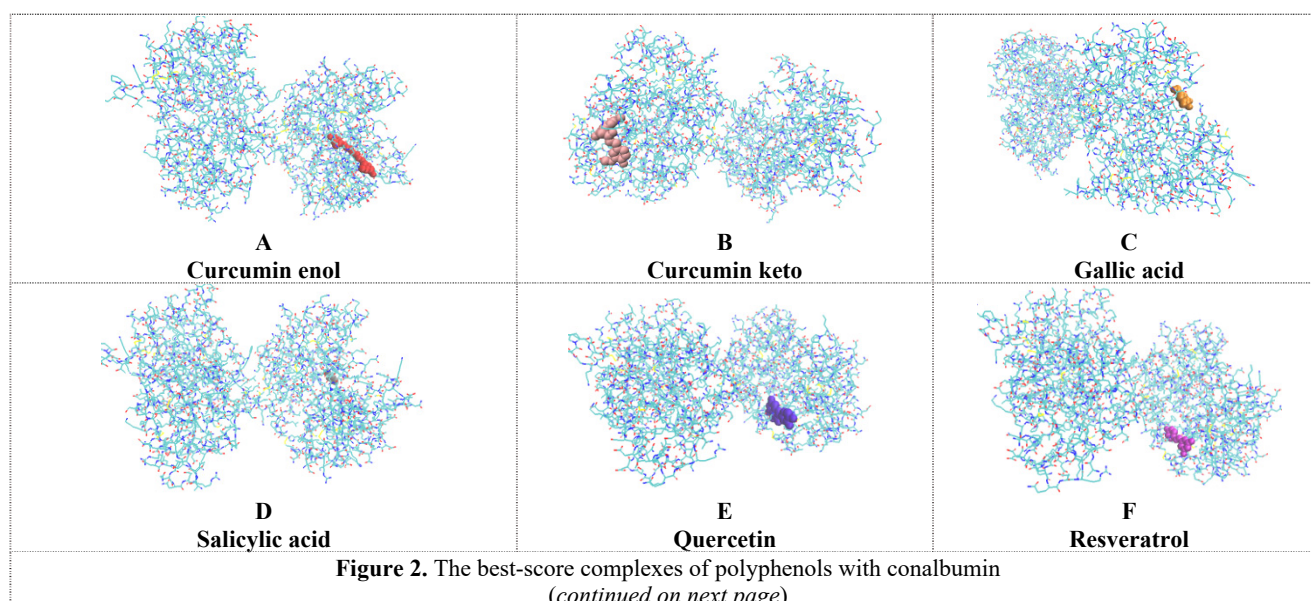 A
Curcumin enol
B
Curcumin keto
C
Gallic acid
D
Salicylic acid
E
Quercetin
F
Resveratrol
Figure 2. The best-score complexes of polyphenols with conalbumin
(continued on next page)